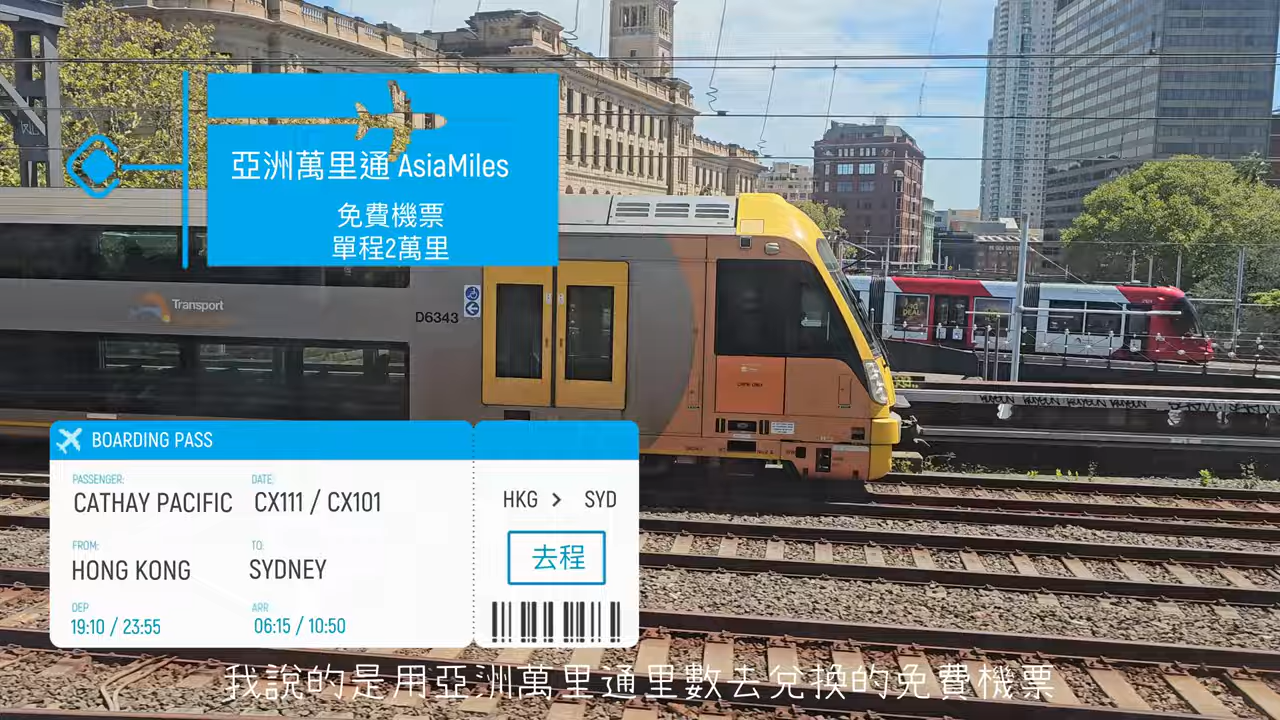 亞洲萬里通 AsiaMiles
免費機票
單程2萬里
Transport
D6343
BOARDING PASS
PASSENGER:
DATE:
CATHAY PACIFIC
CX111 / CX101
HKG > SYD
FROM:
TO:
HONG KONG
SYDNEY
去程
DEP
ARR
19:10 / 23:55
06:15 / 10:50
我說的是用亞洲萬里通里數去兌換的免費機票